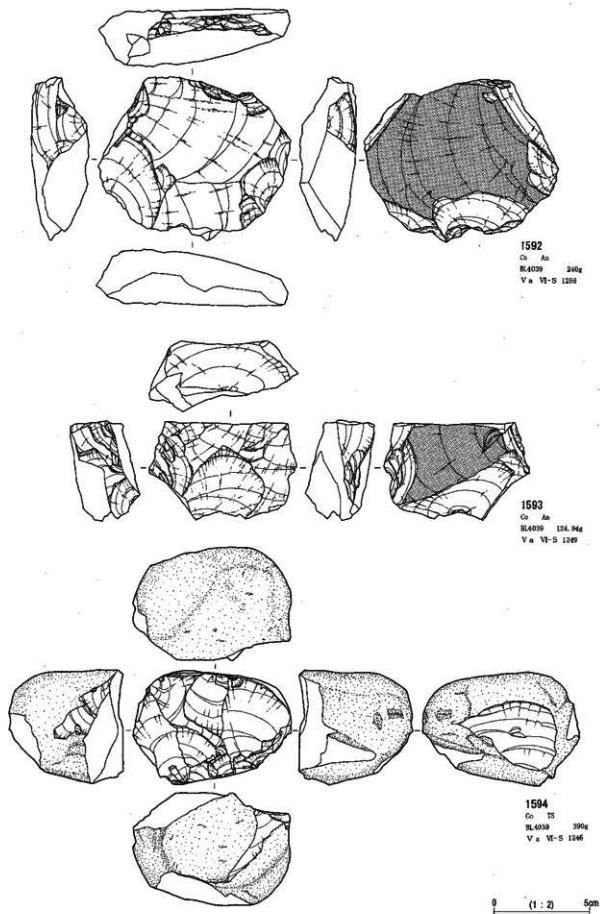 1592
Co An
BL4039 240g
V a VI-S 1256
1593
Co An
BL4039 124.94g
V a VI-S 1249
1594
Co TS
BL4039 390g
V a VI-S 1246
0 (1:2) 5cm